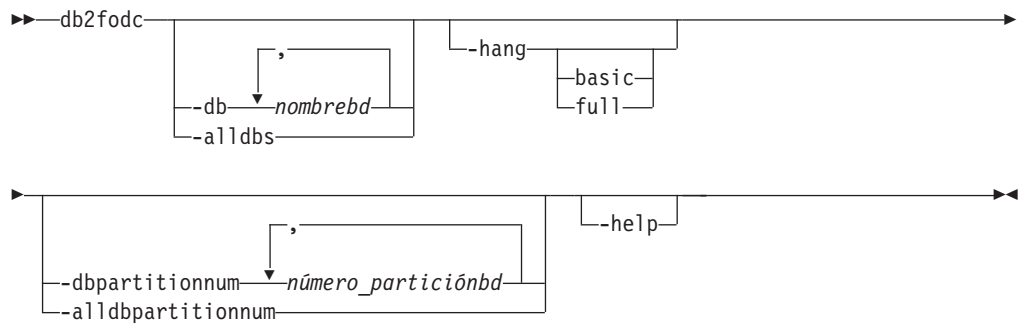 db2fodc
,
-db nombrebd
-alldbs
-hang
basic
full
,
-dbpartitionnum número_particiónbd
-alldbpartitionnum
-help